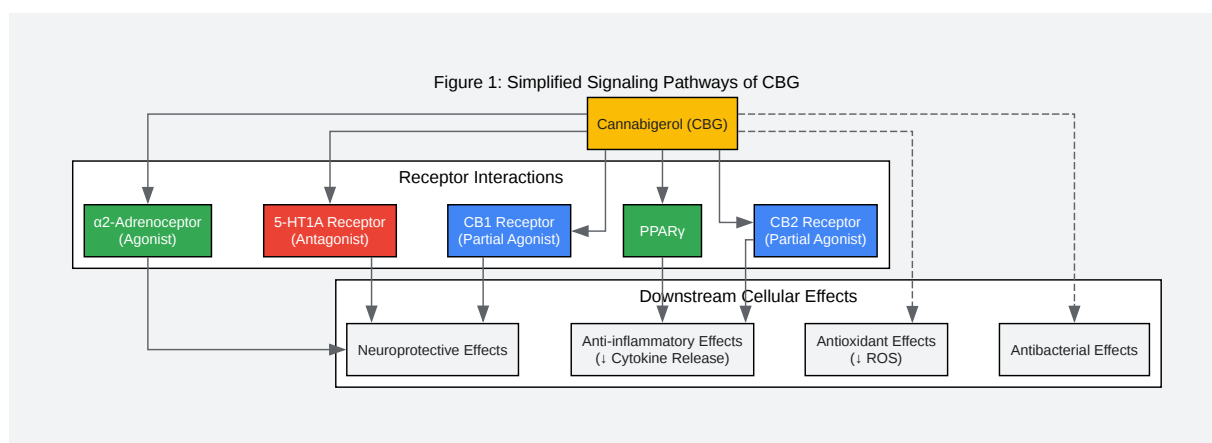 Figure 1: Simplified Signaling Pathways of CBG
Cannabigerol (CBG)
Receptor Interactions
α2-Adrenoceptor
(Agonist)
5-HT1A Receptor
(Antagonist)
CB1 Receptor
(Partial Agonist)
PPARγ
CB2 Receptor
(Partial Agonist)
Downstream Cellular Effects
Neuroprotective Effects
Anti-inflammatory Effects
(↓ Cytokine Release)
Antioxidant Effects
(↓ ROS)
Antibacterial Effects